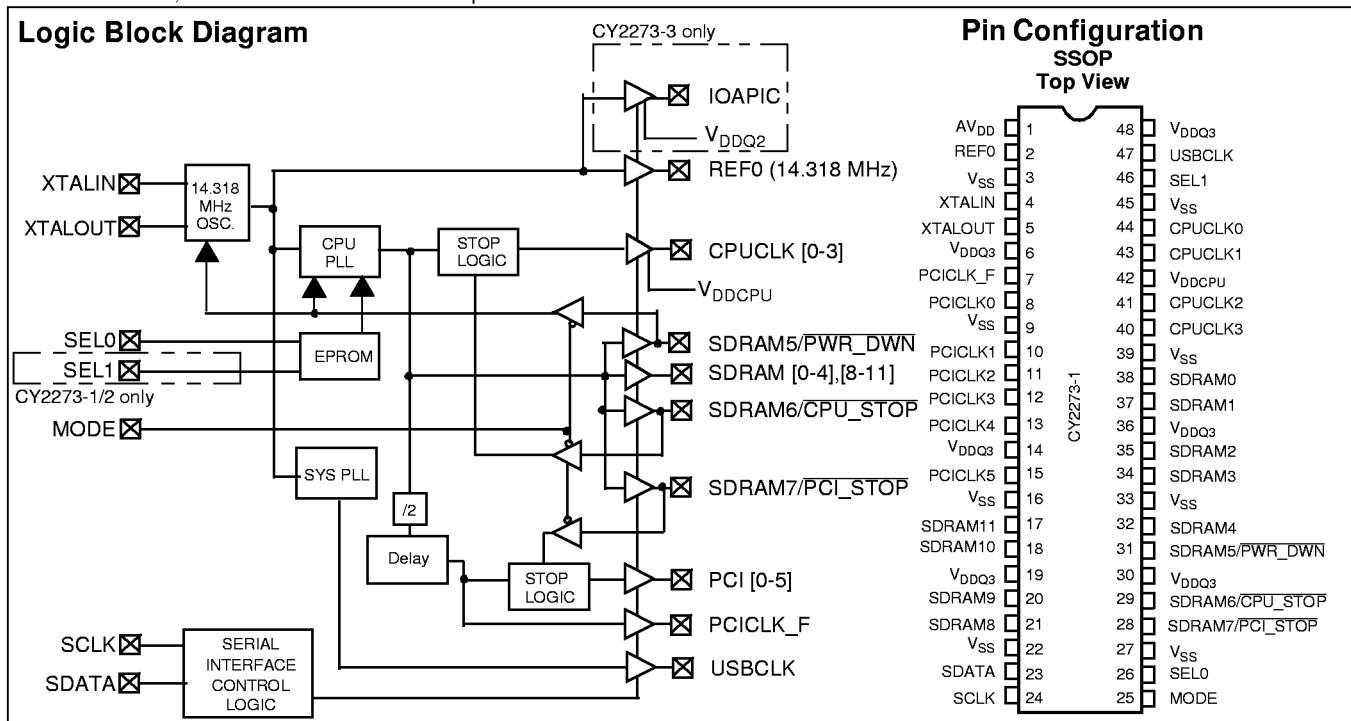 Logic Block Diagram
CY2273-3 only
IOAPIC
VDDQ2
REF0 (14.318 MHz)
XTALIN
14.318
MHz
OSC.
XTALOUT
CPU
PLL
STOP
LOGIC
CPUCLK [0-3]
VDDCPU
SEL0
EPROM
SEL1
CY2273-1/2 only
SDRAM5/PWR_DWN
SDRAM [0-4],[8-11]
SDRAM6/CPU_STOP
MODE
SYS PLL
SDRAM7/PCI_STOP
/2
Delay
STOP
LOGIC
PCI [0-5]
PCICLK_F
SCLK
SERIAL
INTERFACE
CONTROL
LOGIC
SDATA
USBCLK
Pin Configuration
SSOP
Top View
AVDD 1 48 VDDQ3
REF0 2 47 USBCLK
VSS 3 46 SEL1
XTALIN 4 45 VSS
XTALOUT 5 44 CPUCLK0
VDDQ3 6 43 CPUCLK1
PCICLK_F 7 42 VDDCPU
PCICLK0 8 41 CPUCLK2
VSS 9 40 CPUCLK3
PCICLK1 10 39 VSS
PCICLK2 11 38 SDRAM0
PCICLK3 12 37 SDRAM1
PCICLK4 13 36 VDDQ3
VDDQ3 14 35 SDRAM2
PCICLK5 15 34 SDRAM3
VSS 16 33 VSS
SDRAM11 17 32 SDRAM4
SDRAM10 18 31 SDRAM5/PWR_DWN
VDDQ3 19 30 VDDQ3
SDRAM9 20 29 SDRAM6/CPU_STOP
SDRAM8 21 28 SDRAM7/PCI_STOP
VSS 22 27 VSS
SDATA 23 26 SEL0
SCLK 24 25 MODE
CY2273-1